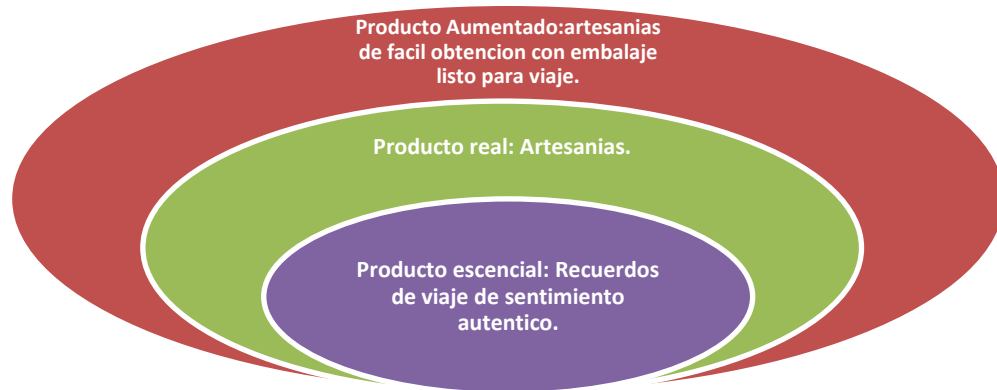 Producto Aumentado:artesanias
de facil obtencion con embalaje
listo para viaje.
Producto real: Artesanias.
Producto escencial: Recuerdos
de viaje de sentimiento
autentico.